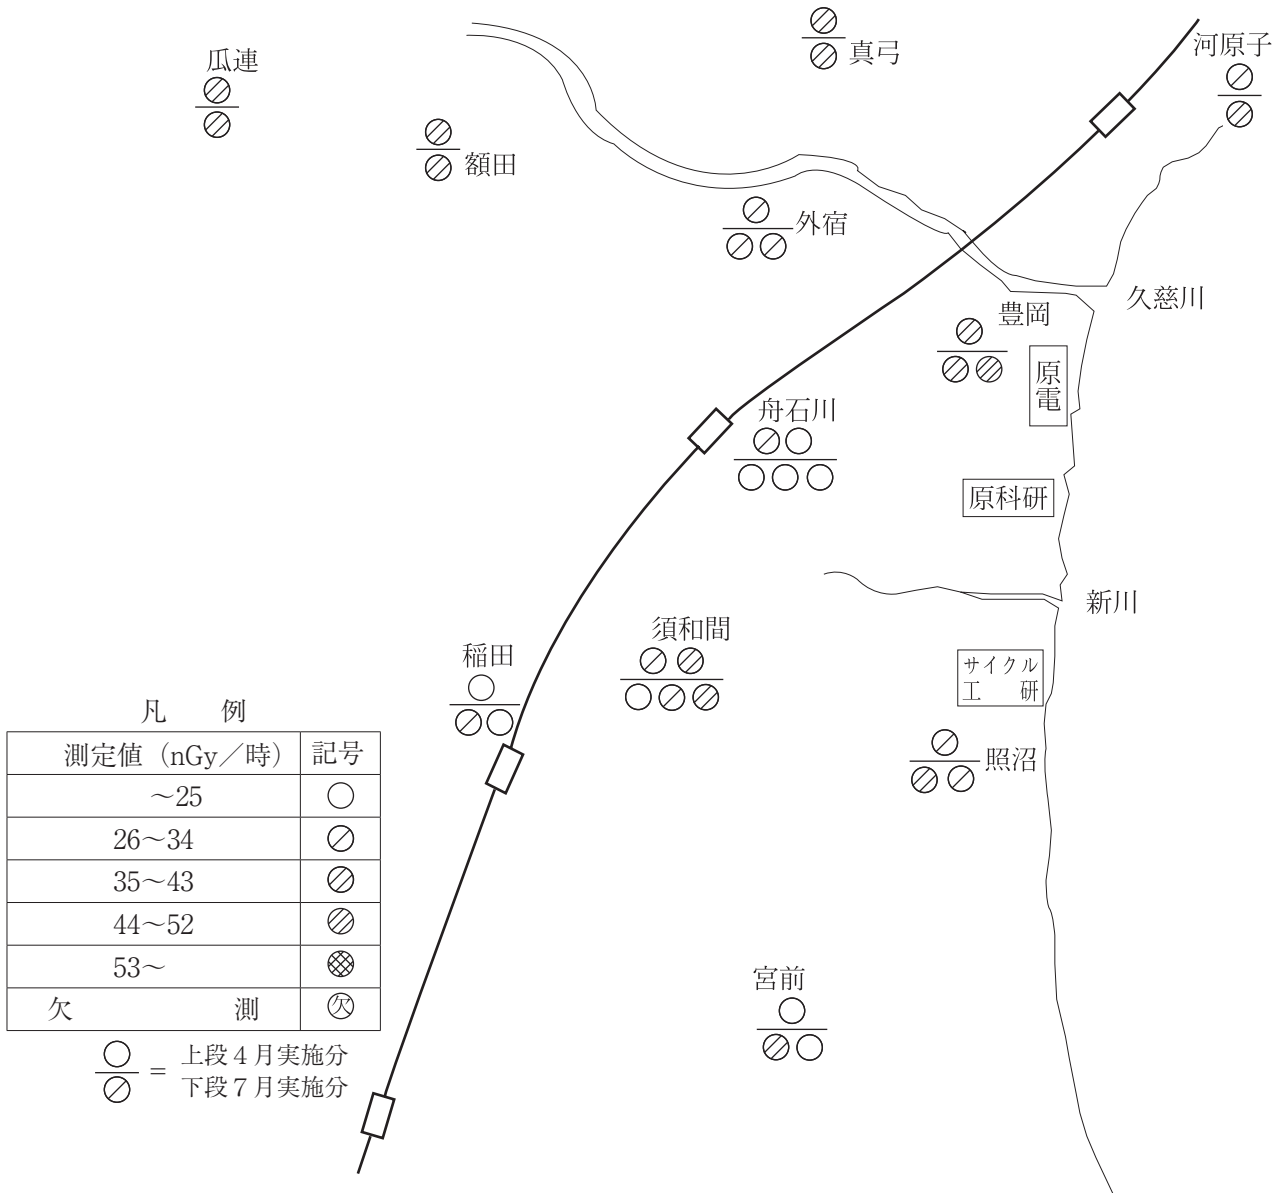 真弓
河原子
瓜連
額田
外宿
久慈川
豊岡
原電
舟石川
原科研
新川
須和間
稲田
サイクル
工 研
照沼
宮前
凡 例
測定値（nGy／時） 記号
～25
26～34
35～43
44～52
53～
欠 測 欠
= 上段4月実施分
下段7月実施分